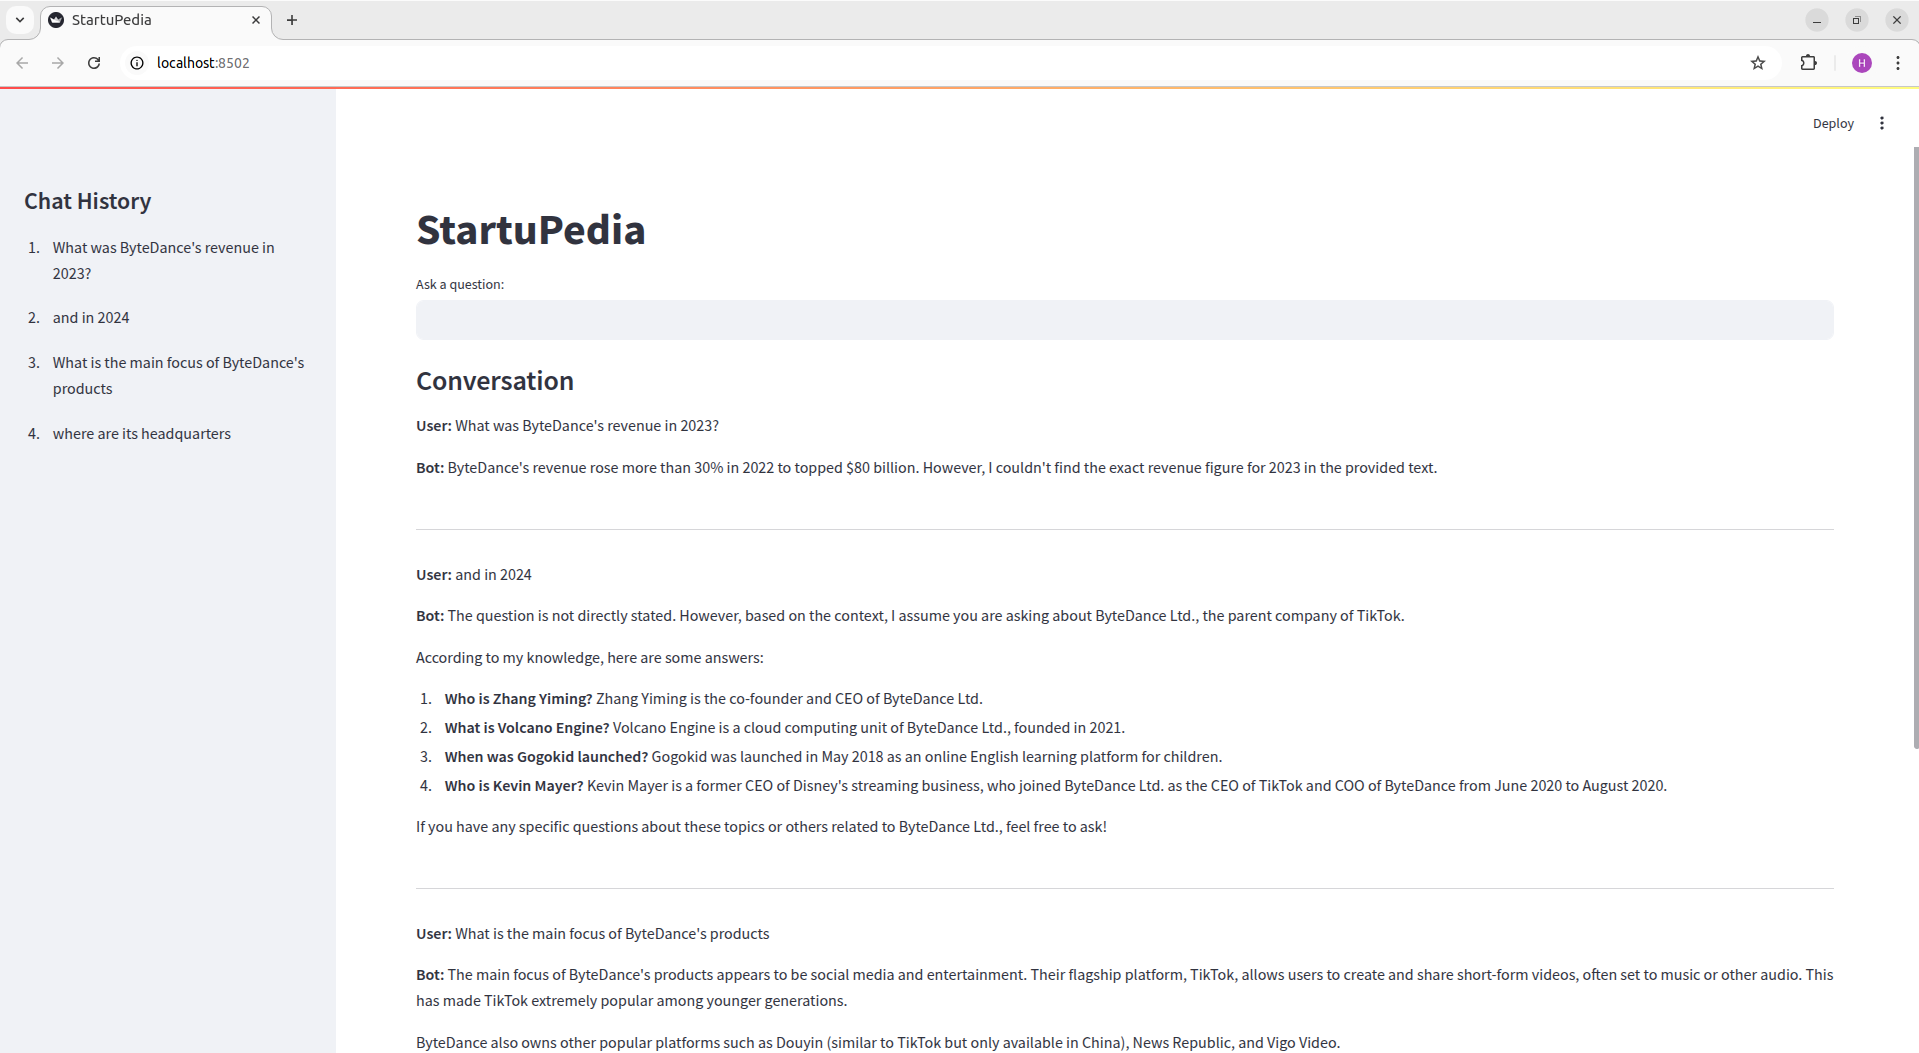 StartuPedia
localhost:8502
H
Deploy
Chat History
1. What was ByteDance's revenue in
2023?
2. and in 2024
3. What is the main focus of ByteDance's
products
4. where are its headquarters
StartuPedia
Ask a question:
Conversation
User: What was ByteDance's revenue in 2023?
Bot: ByteDance's revenue rose more than 30% in 2022 to topped $80 billion. However, I couldn't find the exact revenue figure for 2023 in the provided text.
User: and in 2024
Bot: The question is not directly stated. However, based on the context, I assume you are asking about ByteDance Ltd., the parent company of TikTok.
According to my knowledge, here are some answers:
1. Who is Zhang Yiming? Zhang Yiming is the co-founder and CEO of ByteDance Ltd.
2. What is Volcano Engine? Volcano Engine is a cloud computing unit of ByteDance Ltd., founded in 2021.
3. When was Gogokid launched? Gogokid was launched in May 2018 as an online English learning platform for children.
4. Who is Kevin Mayer? Kevin Mayer is a former CEO of Disney's streaming business, who joined ByteDance Ltd. as the CEO of TikTok and COO of ByteDance from June 2020 to August 2020.
If you have any specific questions about these topics or others related to ByteDance Ltd., feel free to ask!
User: What is the main focus of ByteDance's products
Bot: The main focus of ByteDance's products appears to be social media and entertainment. Their flagship platform, TikTok, allows users to create and share short-form videos, often set to music or other audio. This
has made TikTok extremely popular among younger generations.
ByteDance also owns other popular platforms such as Douyin (similar to TikTok but only available in China), News Republic, and Vigo Video.